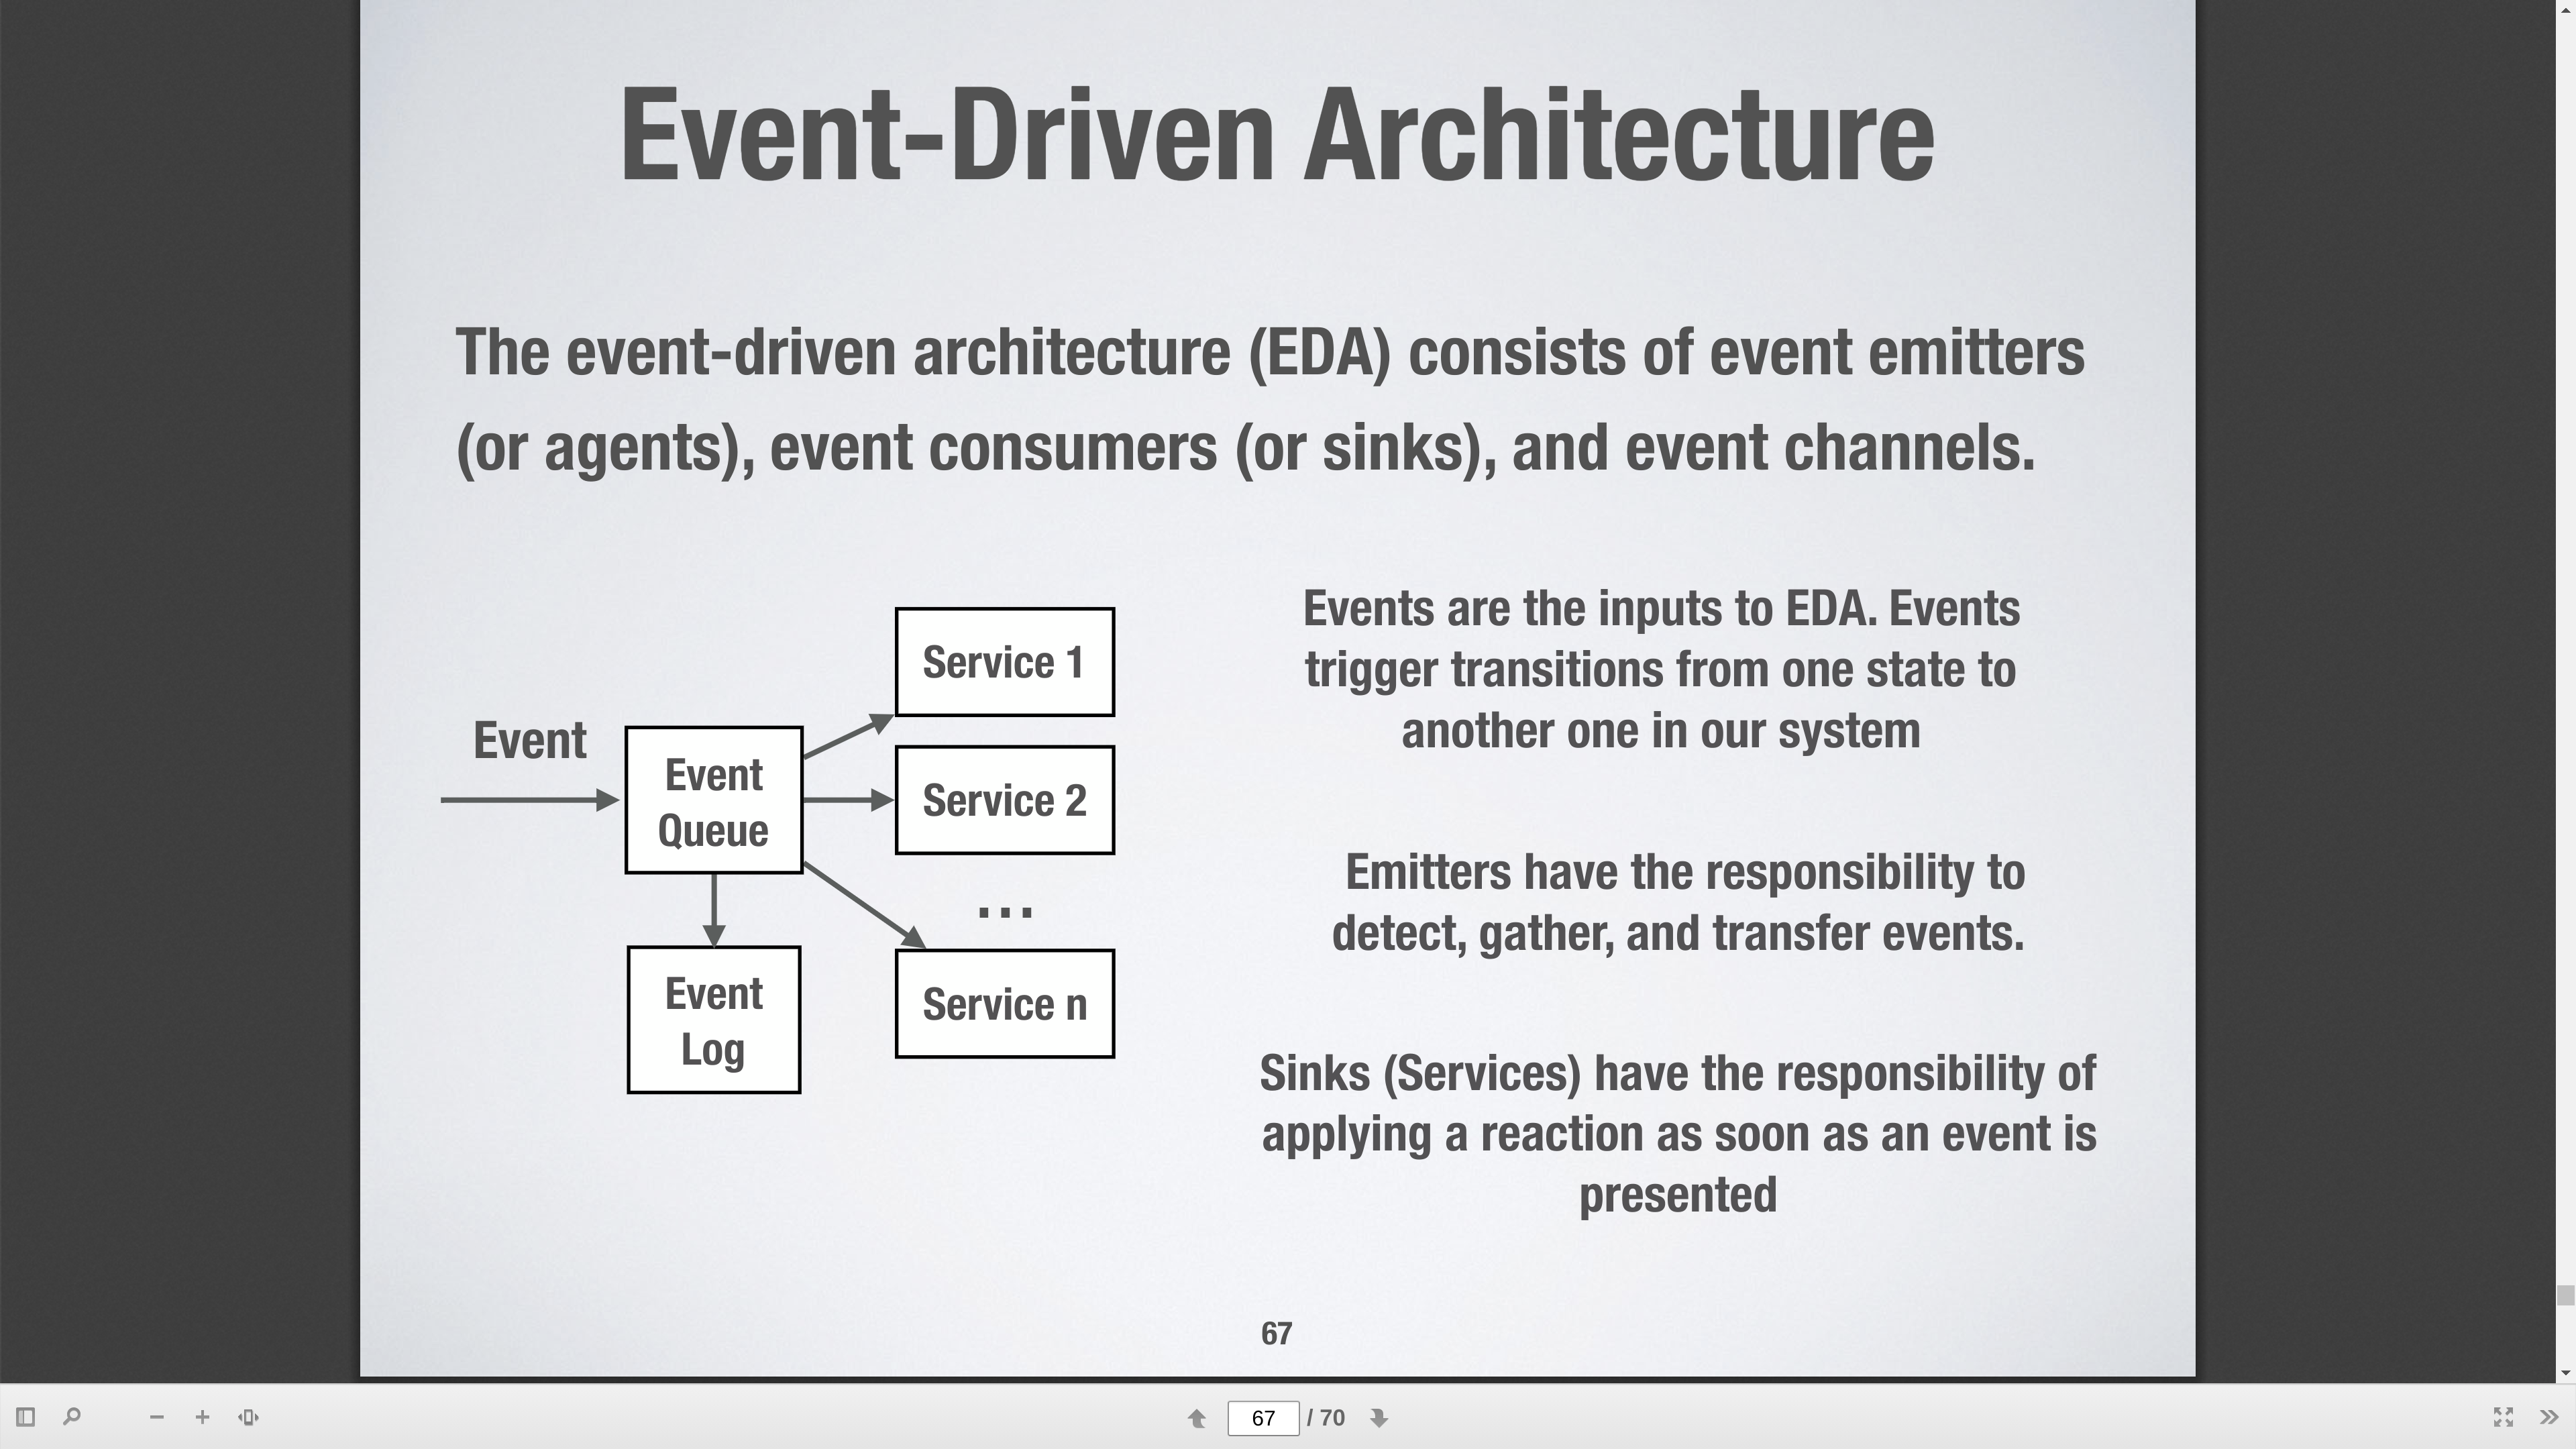 Event-Driven Architecture
The event-driven architecture (EDA) consists of event emitters
(or agents), event consumers (or sinks), and event channels.
Event
Event
Queue
Event
Log
Service 1
Service 2
...
Service n
Events are the inputs to EDA. Events
trigger transitions from one state to
another one in our system
Emitters have the responsibility to
detect, gather, and transfer events.
Sinks (Services) have the responsibility of
applying a reaction as soon as an event is
presented
67
67 / 70